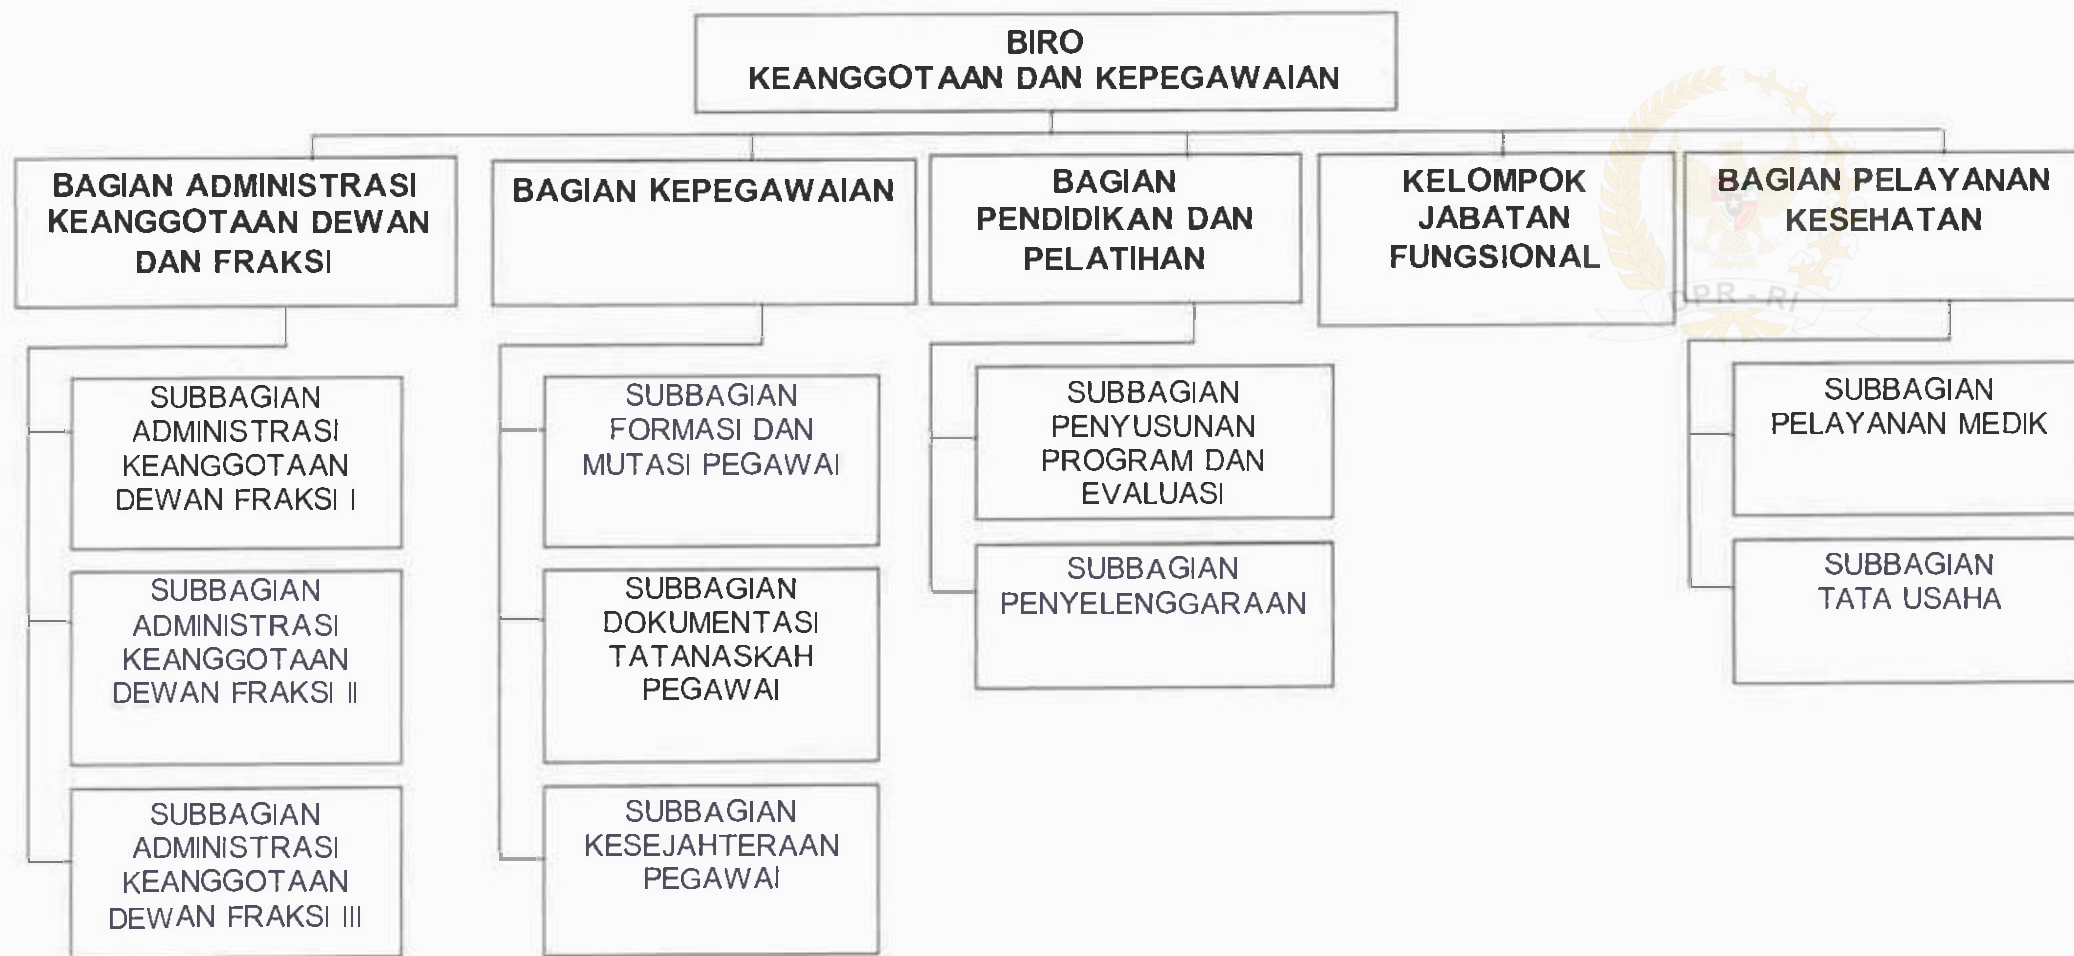 BIRO
KEANGGOTAAN DAN KEPEGAWAIAN
BAGIAN ADMINISTRASI
KEANGGOTAAN DEWAN
DAN FRAKSI
BAGIAN KEPEGAWAIAN
BAGIAN
PENDIDIKAN DAN
PELATIHAN
KELOMPOK
JABATAN
FUNGSIONAL
BAGIAN PELAYANAN
KESEHATAN
DPR - RI
SUBBAGIAN
ADMINISTRASI
KEANGGOTAAN
DEWAN FRAKSI I
SUBBAGIAN
ADMINISTRASI
KEANGGOTAAN
DEWAN FRAKSI II
SUBBAGIAN
ADMINISTRASI
KEANGGOTAAN
DEWAN FRAKSI III
SUBBAGIAN
FORMASI DAN
MUTASI PEGAWAI
SUBBAGIAN
DOKUMENTASI
TATANASKAH
PEGAWAI
SUBBAGIAN
KESEJAHTERAAN
PEGAWAI
SUBBAGIAN
PENYUSUNAN
PROGRAM DAN
EVALUASI
SUBBAGIAN
PENYELENGGARAAN
SUBBAGIAN
PELAYANAN MEDIK
SUBBAGIAN
TATA USAHA